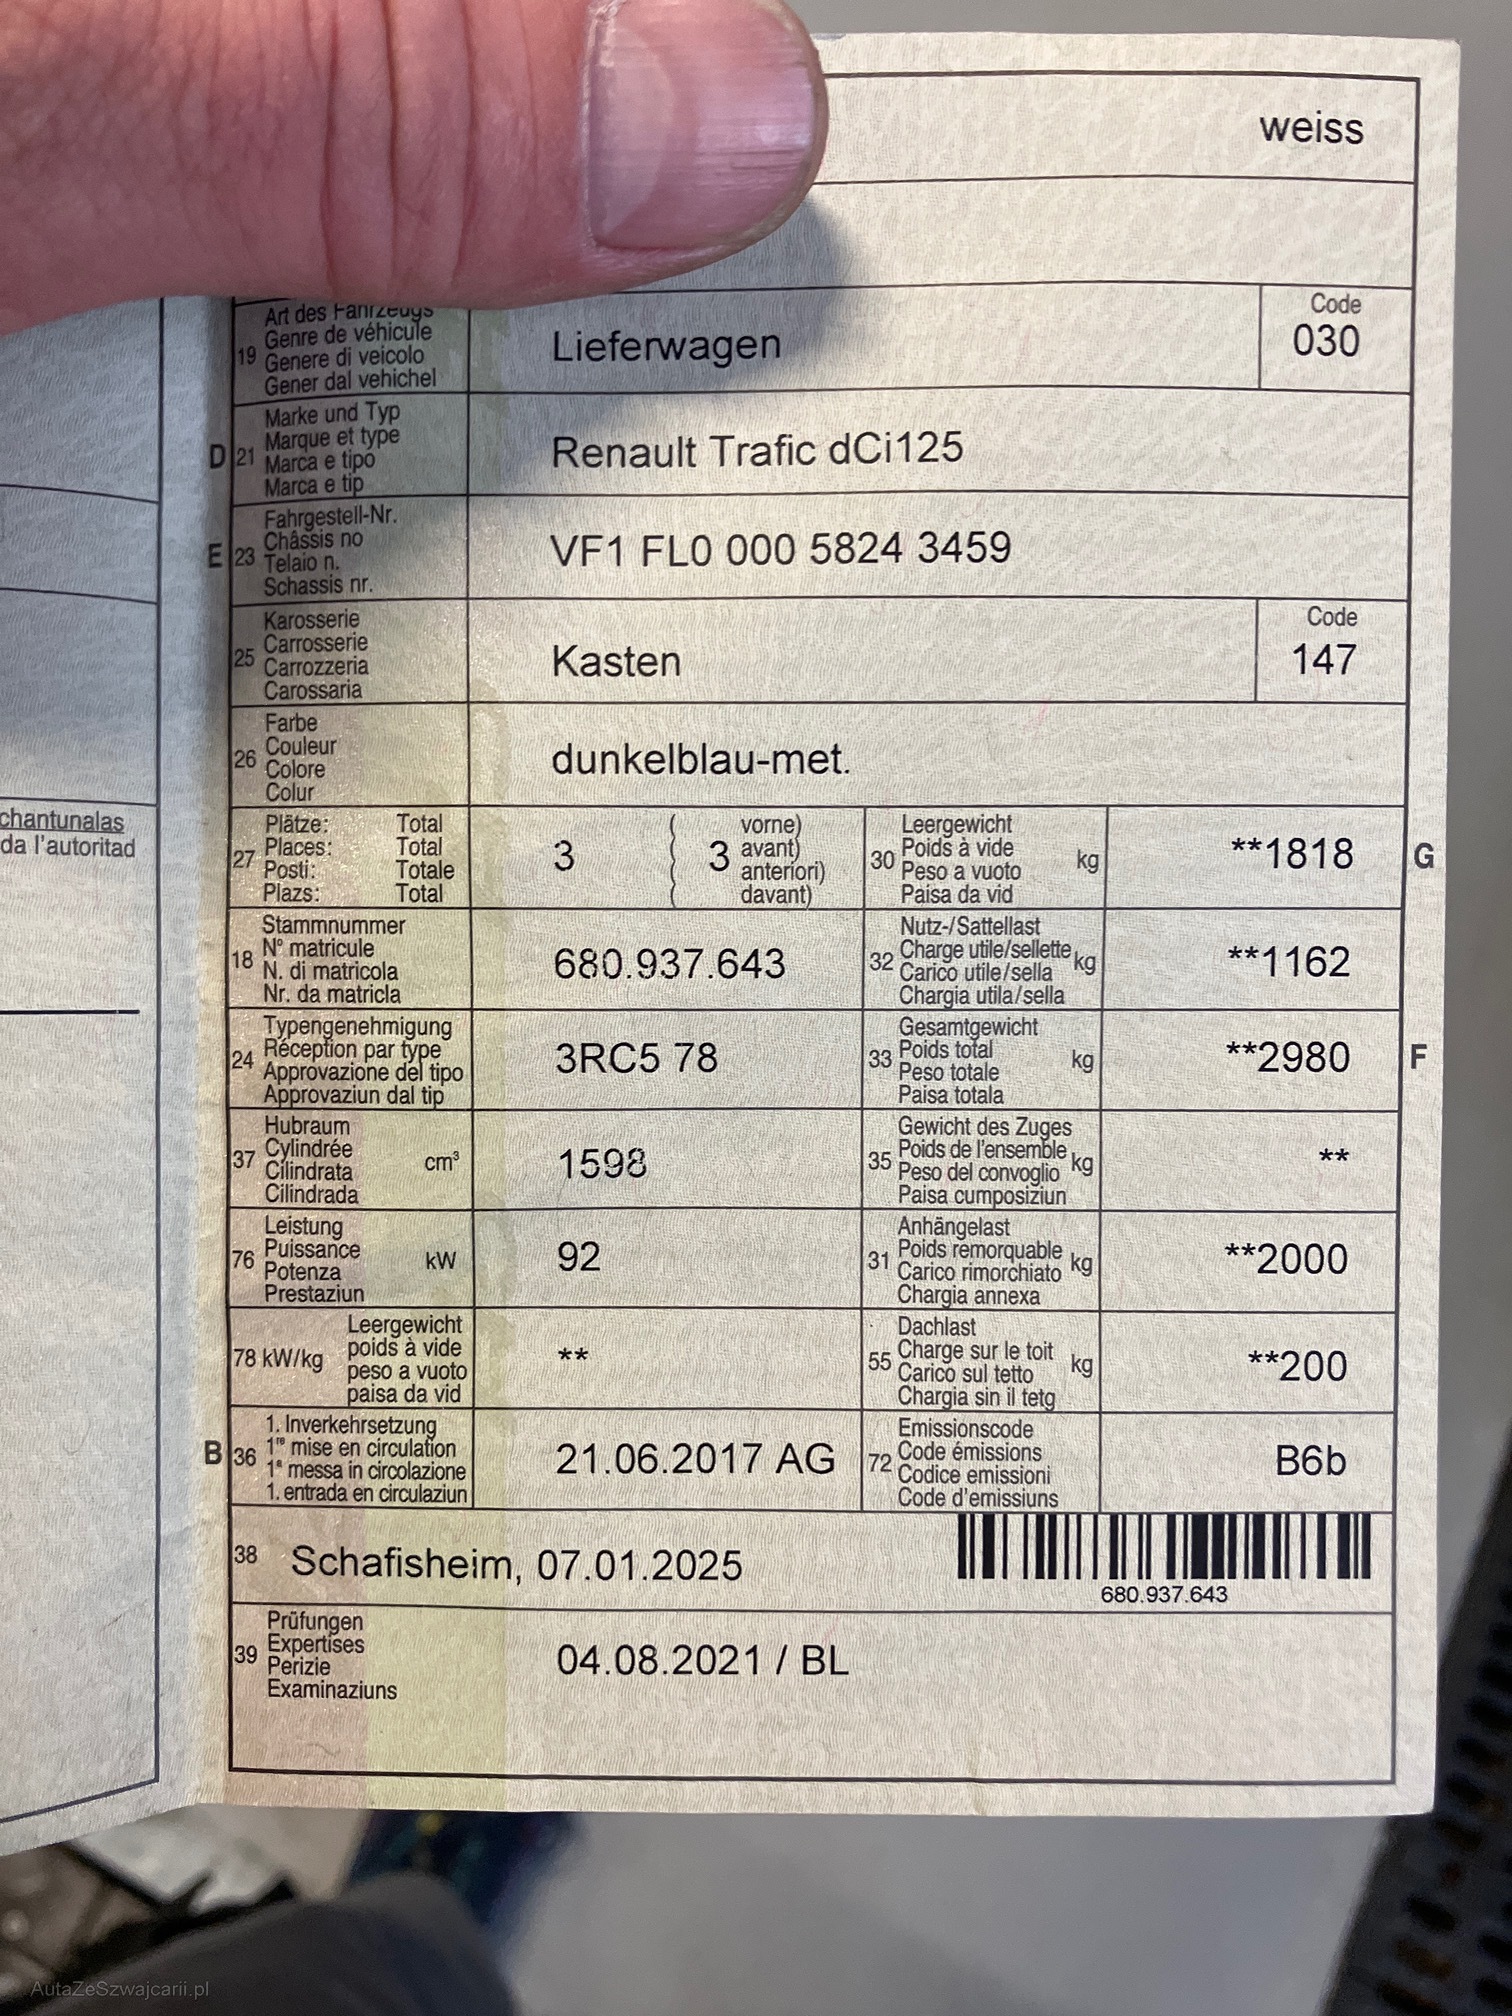 weiss
Art des Fahrzeugs
Genre de véhicule
19 Genere di veicolo
Gener dal vehichel
Lieferwagen
Code
030
Marke und Typ
D 21 Marque et type
Marca e tipo
Marca e tip
Renault Trafic dCi125
Fahrgestell-Nr.
E 23 Châssis no
Telaio n.
Schassis nr.
VF1 FL0 000 5824 3459
Karosserie
25 Carrosserie
Carrozzeria
Carossaria
Kasten
Code
147
Farbe
26 Couleur
Colore
Colur
dunkelblau-met.
chantunalas
da l'autoritad
Plätze: Total
27 Places: Total
Posti: Totale
Plazs: Total
3 ( 3 vorne)
( avant)
( anteriori)
( davant)
Leergewicht
30 Poids à vide kg
Peso a vuoto
Paisa da vid
**1818 G
Stammnummer
18 N° matricule
N. di matricola
Nr. da matricla
680.937.643
Nutz-/Sattellast
32 Charge utile/sellette kg
Carico utile/sella
Chargia utila/sella
**1162
Typengenehmigung
24 Réception par type
Approvazione del tipo
Approvaziun dal tip
3RC5 78
Gesamtgewicht
33 Poids total kg
Peso totale
Paisa totala
**2980 F
Hubraum
37 Cylindrée cm³
Cilindrata
Cilindrada
1598
Gewicht des Zuges
35 Poids de l'ensemble kg
Peso del convoglio
Paisa cumposiziun
**
Leistung
76 Puissance kW
Potenza
Prestaziun
92
Anhängelast
31 Poids remorquable kg
Carico rimorchiato
Chargia annexa
**2000
Leergewicht
78 kW/kg poids à vide
peso a vuoto
paisa da vid
**
Dachlast
55 Charge sur le toit kg
Carico sul tetto
Chargia sin il tetg
**200
1. Inverkehrsetzung
B 36 1re mise en circulation
1a messa in circolazione
1. entrada en circulaziun
21.06.2017 AG
Emissionscode
72 Code émissions
Codice emissioni
Code d'emissiuns
B6b
38 Schafisheim, 07.01.2025
680.937.643
Prüfungen
39 Expertises
Perizie
Examinaziuns
04.08.2021 / BL
AutaZeSzwajcarii.pl